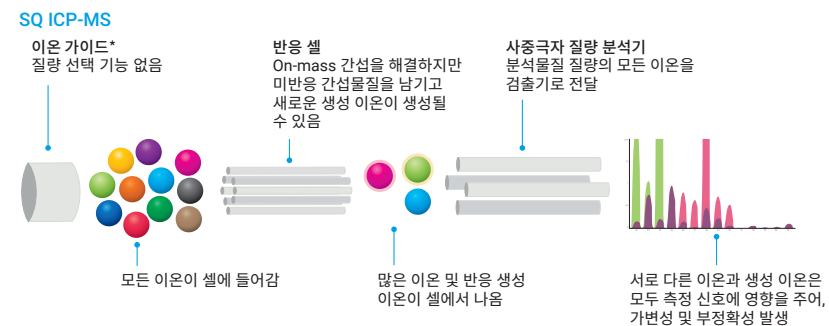 SQ ICP-MS
이온 가이드*
질량 선택 기능 없음
반응 셀
On-mass 간섭을 해결하지만
미반응 간섭물질을 남기고
새로운 생성 이온이 생성될
수 있음
사중극자 질량 분석기
분석물질 질량의 모든 이온을
검출기로 전달
모든 이온이 셀에 들어감
많은 이온 및 반응 생성
이온이 셀에서 나옴
서로 다른 이온과 생성 이온은
모두 측정 신호에 영향을 주어,
가변성 및 부정확성 발생